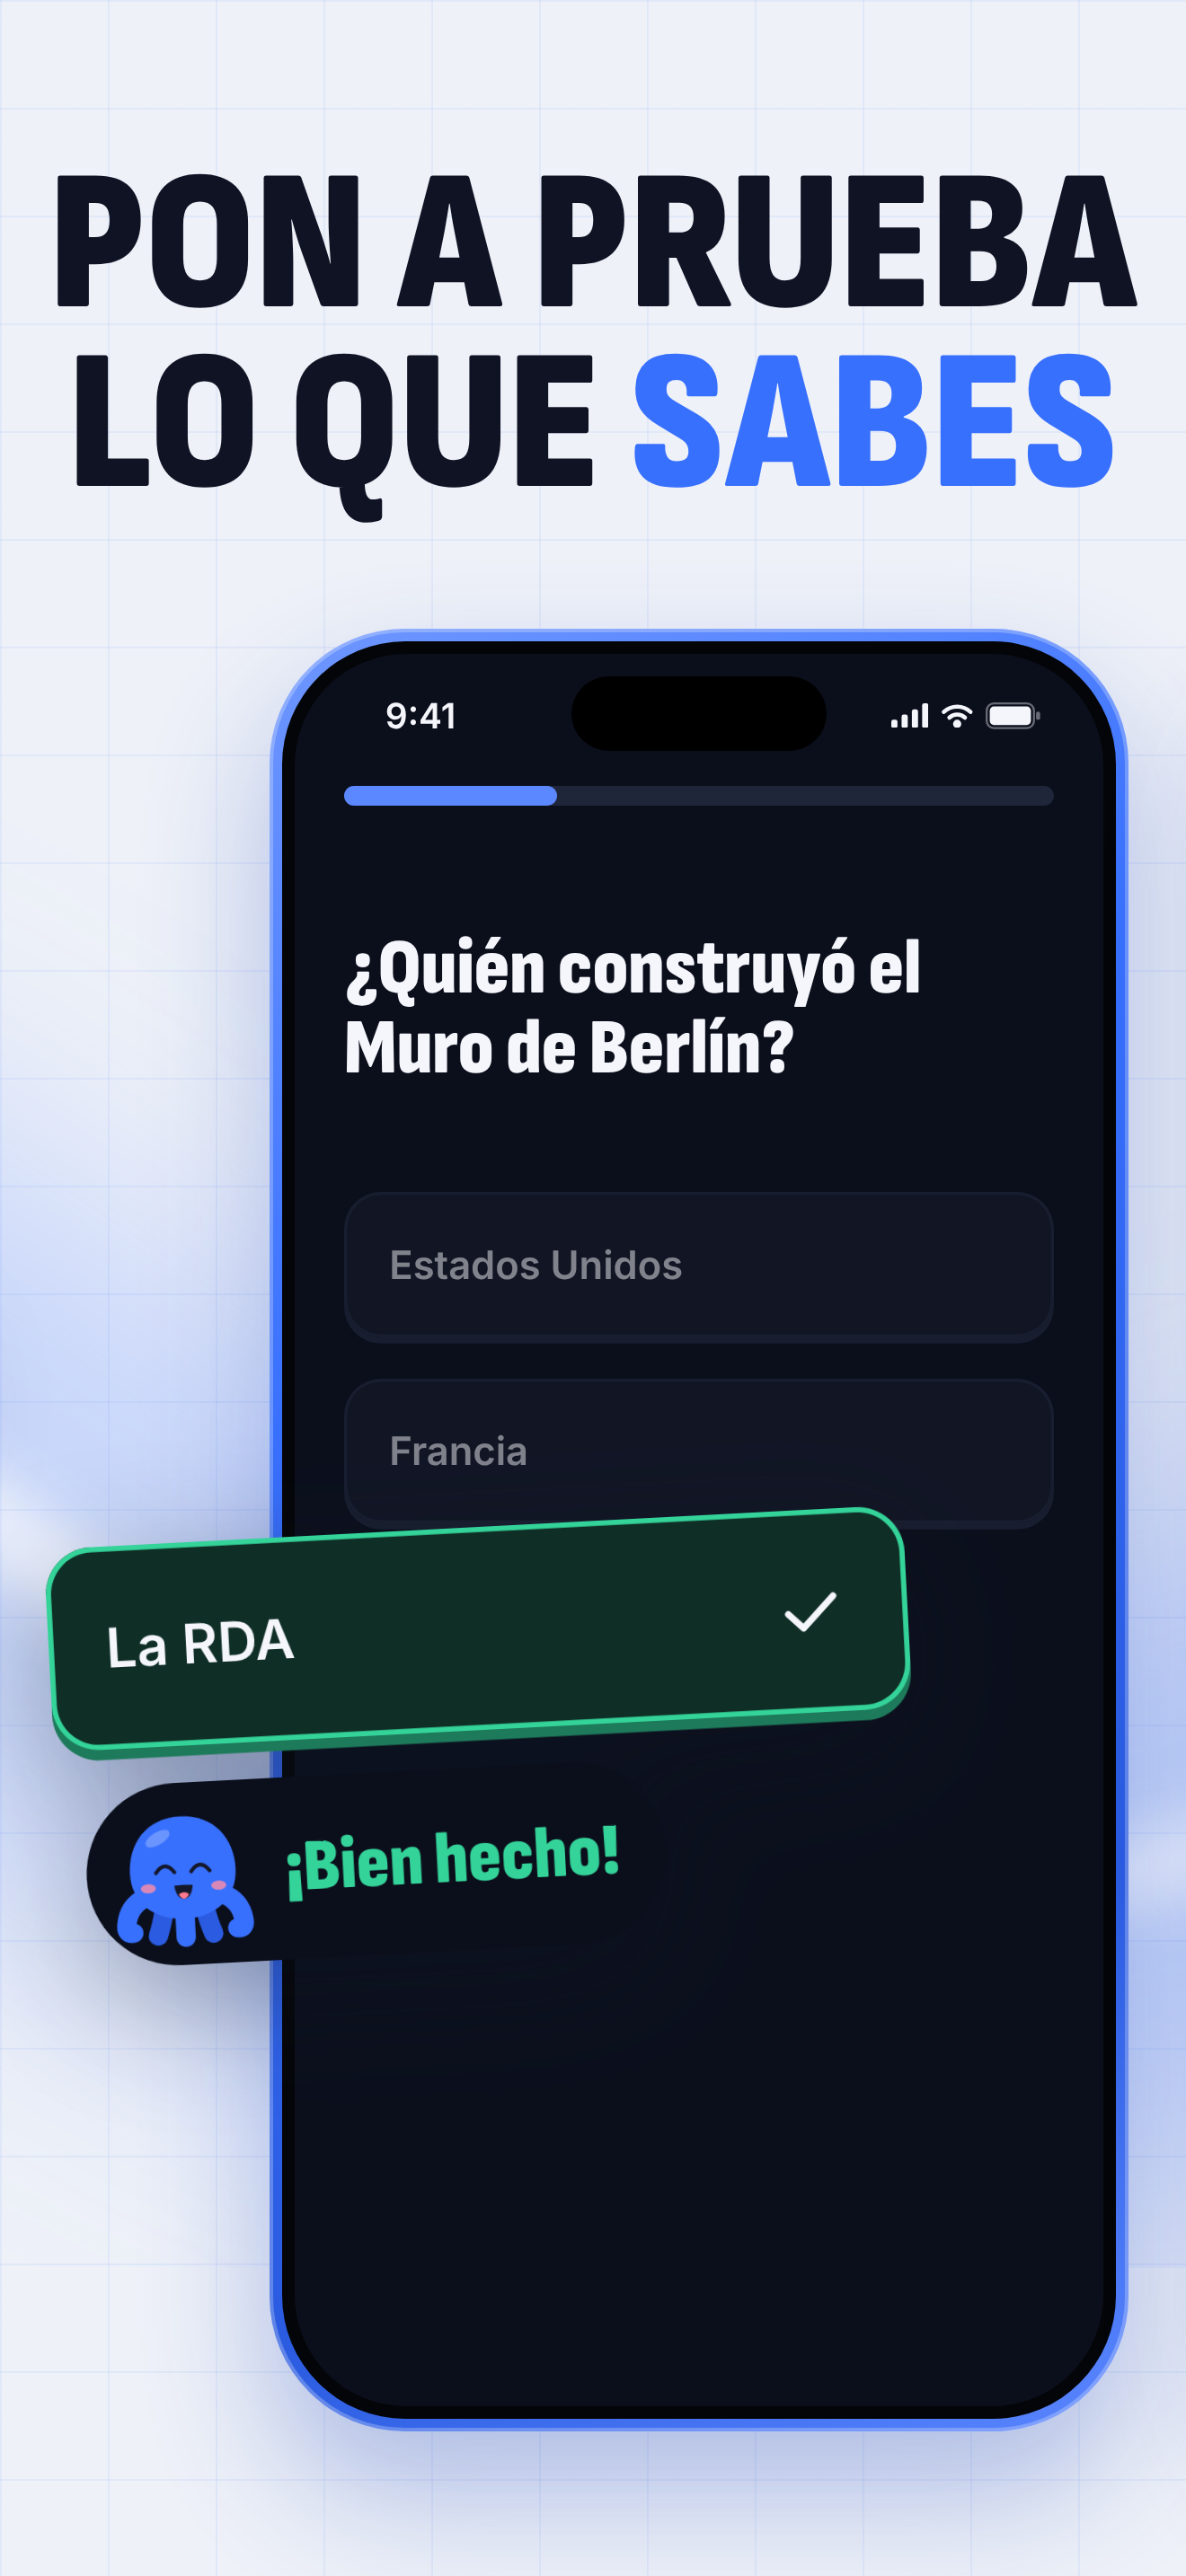 PON A PRUEBA
LO QUE SABES
9:41
¿Quién construyó el
Muro de Berlín?
Estados Unidos
Francia
La RDA
¡Bien hecho!